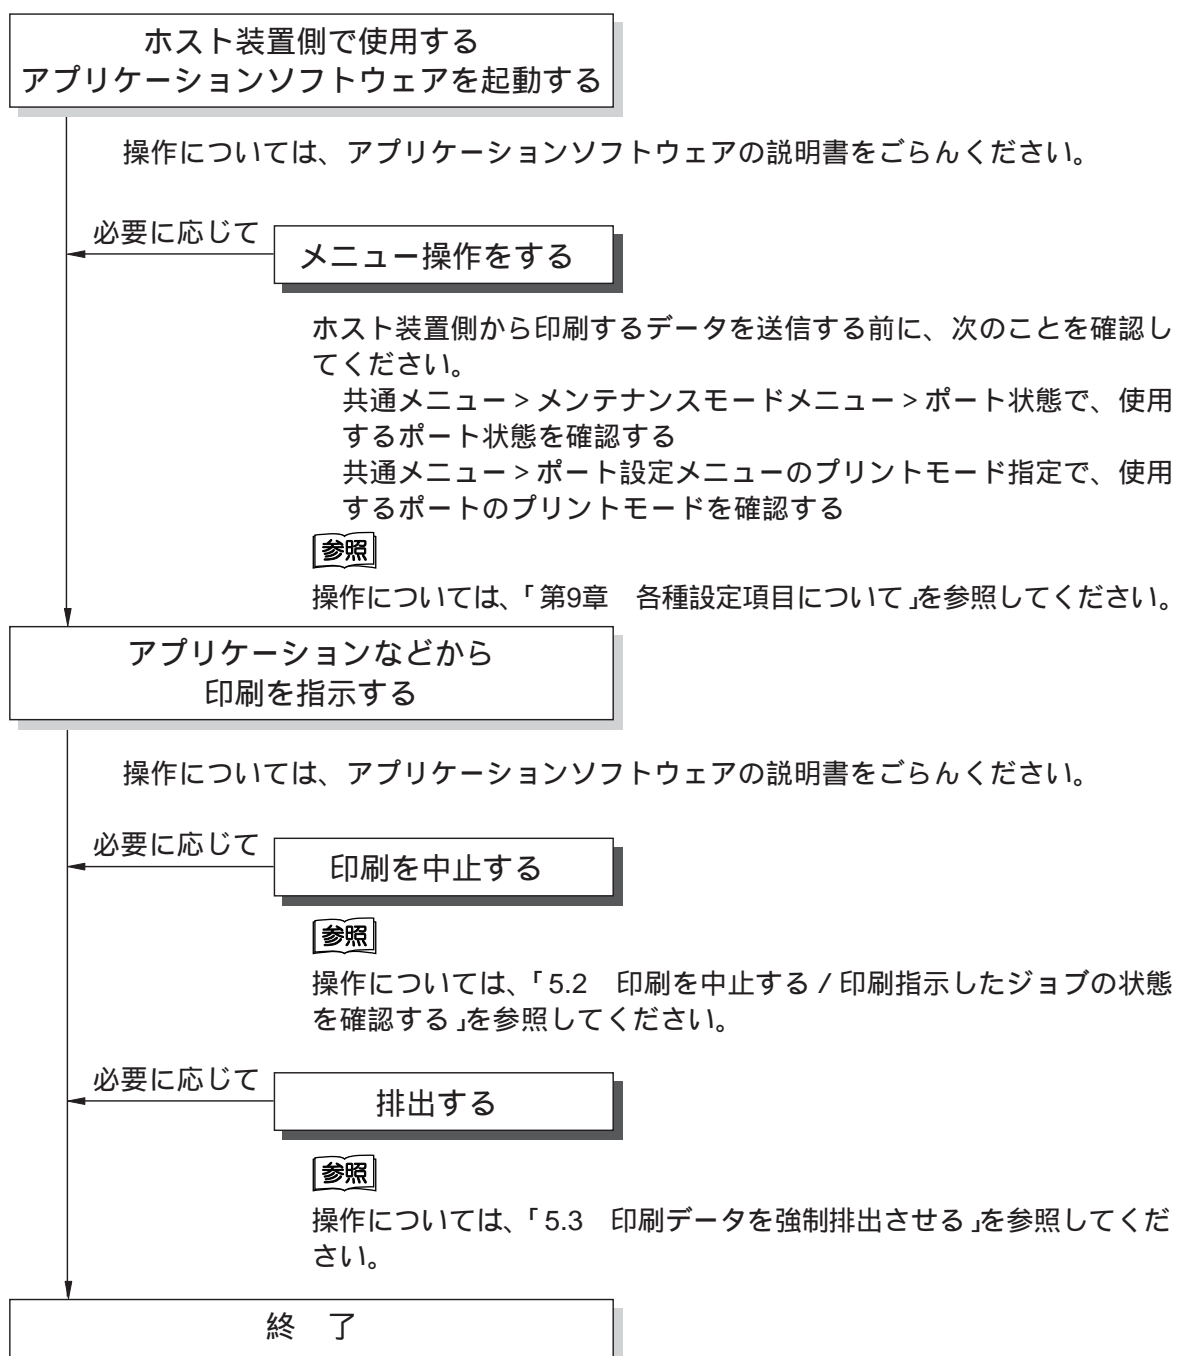 ホスト装置側で使用する
アプリケーションソフトウェアを起動する
操作については、アプリケーションソフトウェアの説明書をごらんください。
必要に応じて
メニュー操作をする
ホスト装置側から印刷するデータを送信する前に、次のことを確認し
てください。
共通メニュー > メンテナンスモードメニュー > ポート状態で、使用
するポート状態を確認する
共通メニュー > ポート設定メニューのプリントモード指定で、使用
するポートのプリントモードを確認する
参照
操作については、「第9章　各種設定項目について」を参照してください。
アプリケーションなどから
印刷を指示する
操作については、アプリケーションソフトウェアの説明書をごらんください。
必要に応じて
印刷を中止する
参照
操作については、「5.2　印刷を中止する / 印刷指示したジョブの状態
を確認する」を参照してください。
必要に応じて
排出する
参照
操作については、「5.3　印刷データを強制排出させる」を参照してくだ
さい。
終　了